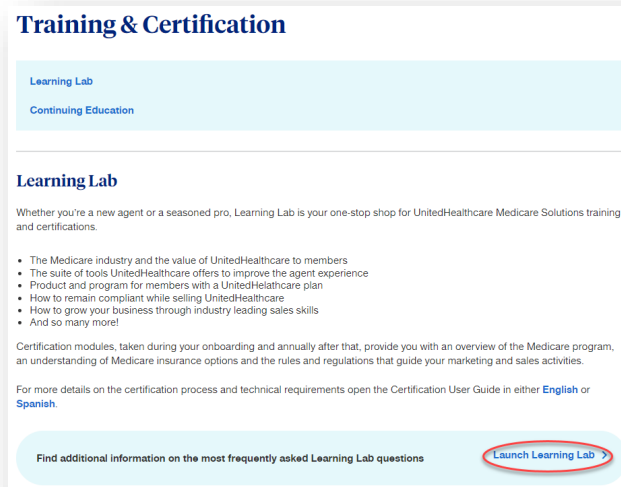 Training & Certification
Learning Lab
Continuing Education
Learning Lab
Whether you're a new agent or a seasoned pro, Learning Lab is your one-stop shop for UnitedHealthcare Medicare Solutions training
and certifications.
• The Medicare industry and the value of UnitedHealthcare to members
• The suite of tools UnitedHealthcare offers to improve the agent experience
• Product and program for members with a UnitedHelathcare plan
• How to remain compliant while selling UnitedHealthcare
• How to grow your business through industry leading sales skills
• And so many more!
Certification modules, taken during your onboarding and annually after that, provide you with an overview of the Medicare program,
an understanding of Medicare insurance options and the rules and regulations that guide your marketing and sales activities.
For more details on the certification process and technical requirements open the Certification User Guide in either English or
Spanish.
Find additional information on the most frequently asked Learning Lab questions
Launch Learning Lab >